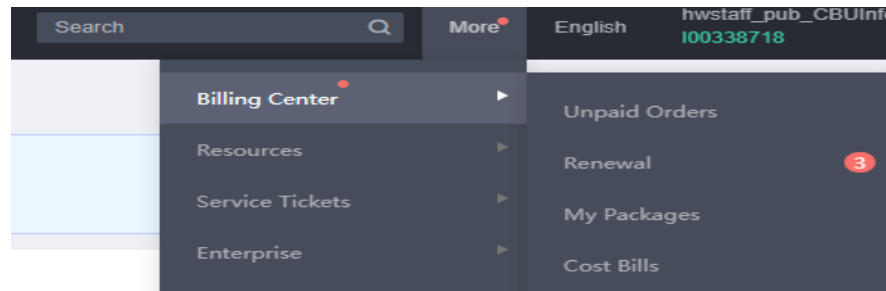 Search
More
English
hwstaff_pub_CBUInf
I00338718
Billing Center
Resources
Service Tickets
Enterprise
Unpaid Orders
Renewal
3
My Packages
Cost Bills